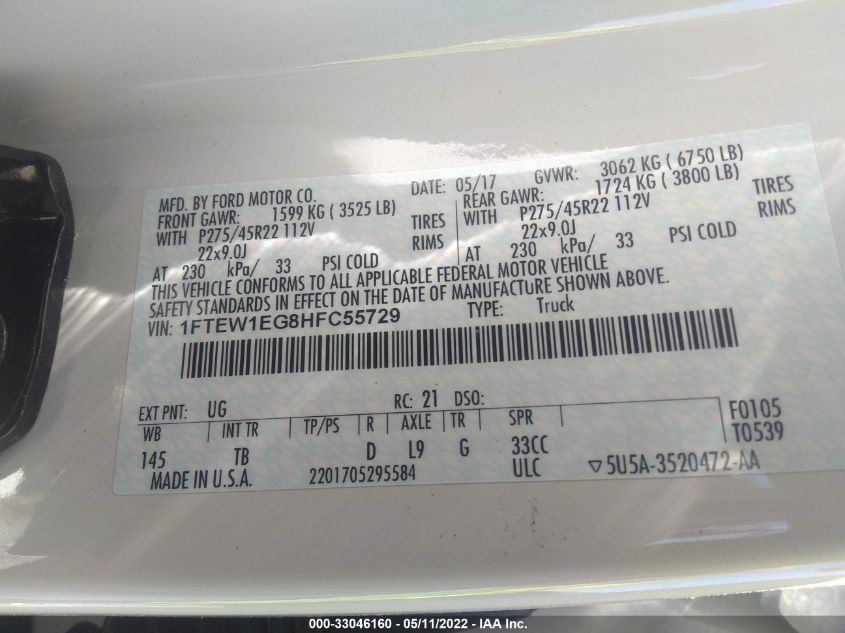 MFD. BY FORD MOTOR CO. DATE: 05/17 GVWR: 3062 KG ( 6750 LB)
FRONT GAWR: 1599 KG ( 3525 LB) REAR GAWR: 1724 KG ( 3800 LB)
WITH P275/45R22 112V TIRES WITH P275/45R22 112V TIRES
22x9.0J RIMS 22x9.0J RIMS
AT 230 kPa/ 33 PSI COLD AT 230 kPa/ 33 PSI COLD
THIS VEHICLE CONFORMS TO ALL APPLICABLE FEDERAL MOTOR VEHICLE
SAFETY STANDARDS IN EFFECT ON THE DATE OF MANUFACTURE SHOWN ABOVE.
VIN: 1FTEW1EG8HFC55729 TYPE: Truck
EXT PNT: UG RC: 21 DSO:
WB INT TR TP/PS R AXLE TR SPR F0105
145 TB D L9 G 33CC T0539
MADE IN U.S.A. 2201705295584 ULC ▽5U5A-3520472-AA
000-33046160 - 05/11/2022 - IAA Inc.